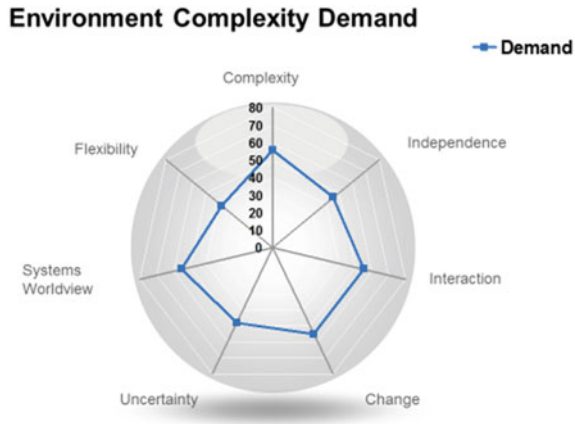 Environment Complexity Demand
Demand
Complexity
80
70
60
50
40
30
20
10
0
Independence
Interaction
Change
Uncertainty
Systems
Worldview
Flexibility